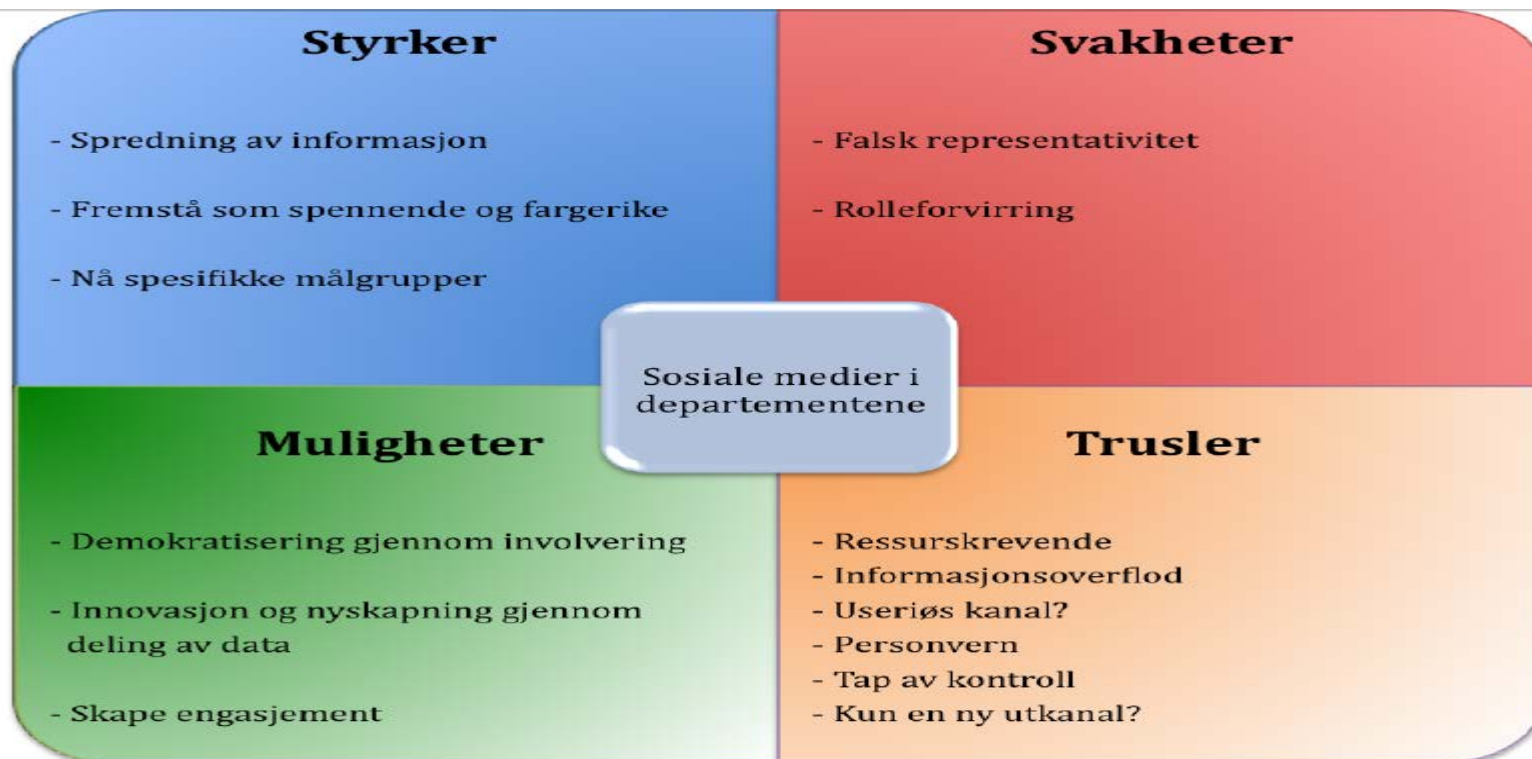 Styrker
- Spredning av informasjon
- Fremstå som spennende og fargerike
- Nå spesifikke målgrupper
Svakheter
- Falsk representativitet
- Rolleforvirring
Sosiale medier i
departementene
Muligheter
- Demokratisering gjennom involvering
- Innovasjon og nyskapning gjennom
deling av data
- Skape engasjement
Trusler
- Ressurskrevende
- Informasjonsoverflod
- Useriøs kanal?
- Personvern
- Tap av kontroll
- Kun en ny utkanal?